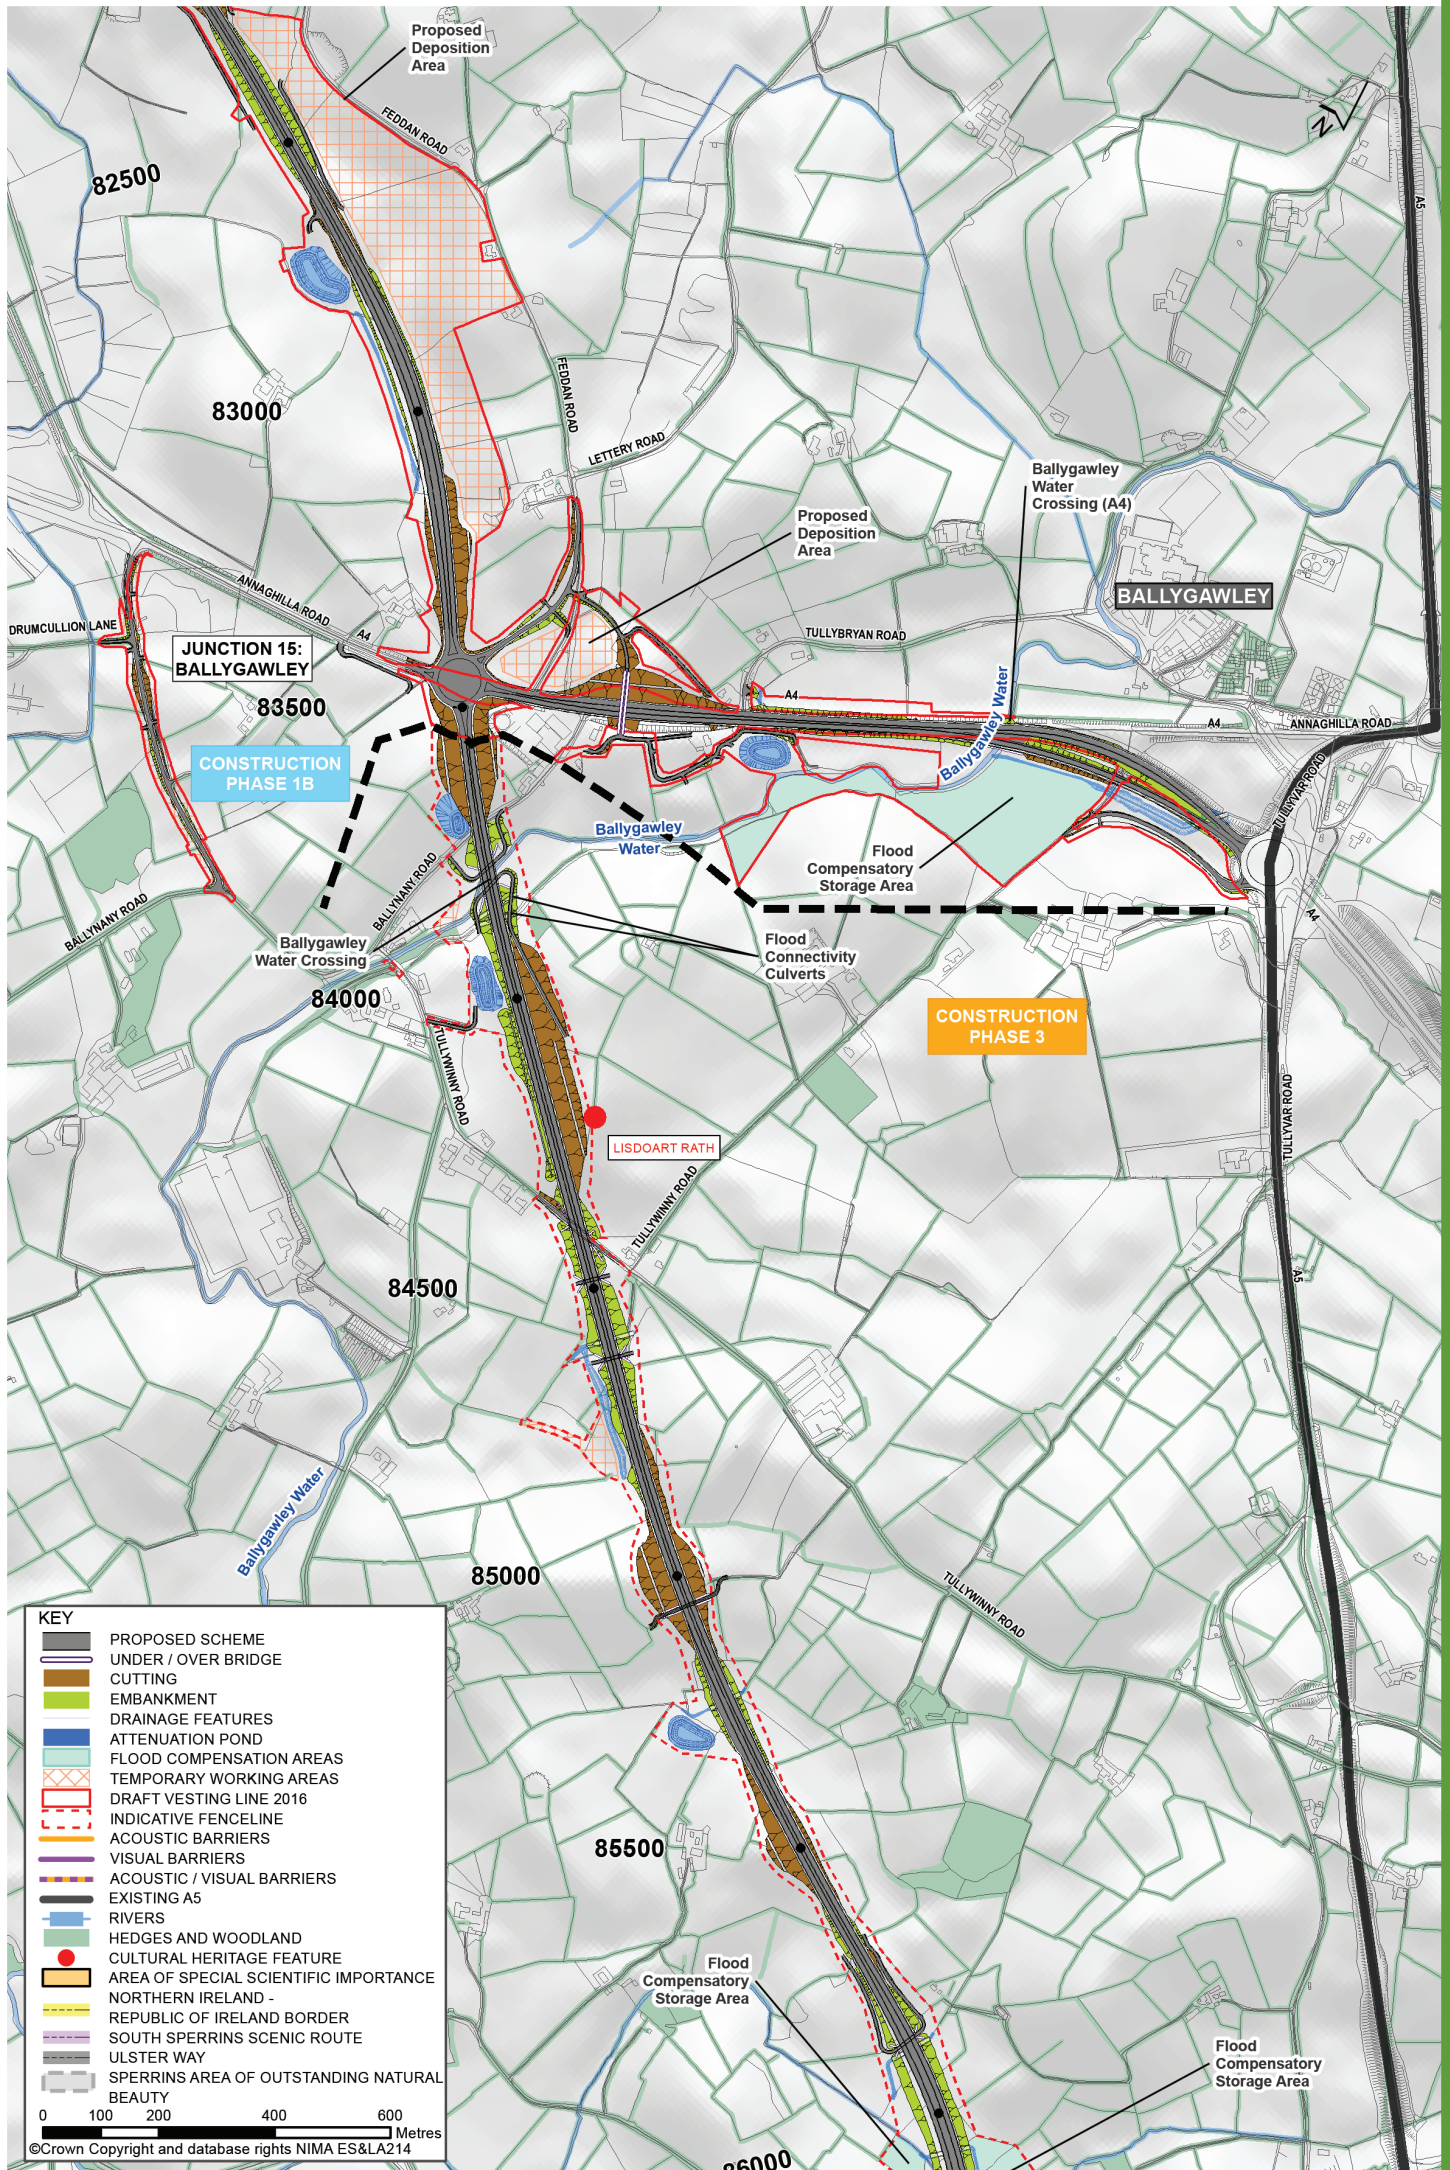 Proposed
Deposition
Area
FEDDAN ROAD
N
A5
82500
83000
FEDDAN ROAD
LETTERY ROAD
Ballygawley
Water
Crossing (A4)
Proposed
Deposition
Area
BALLYGAWLEY
ANNAGHILLA ROAD
A4
DRUMCULLION LANE
JUNCTION 15:
BALLYGAWLEY
TULLYBRYAN ROAD
83500
A4
Ballygawley Water
A4
ANNAGHILLA ROAD
CONSTRUCTION
PHASE 1B
TULLYVAR ROAD
Ballygawley
Water
Flood
Compensatory
Storage Area
BALLYNANY ROAD
BALLYNANY ROAD
A4
Ballygawley
Water Crossing
Flood
Connectivity
Culverts
84000
CONSTRUCTION
PHASE 3
TULLYWINNY ROAD
LISDOART RATH
TULLYVAR ROAD
TULLYWINNY ROAD
84500
A5
Ballygawley Water
85000
TULLYWINNY ROAD
85500
Flood
Compensatory
Storage Area
Flood
Compensatory
Storage Area
86000
KEY
PROPOSED SCHEME
UNDER / OVER BRIDGE
CUTTING
EMBANKMENT
DRAINAGE FEATURES
ATTENUATION POND
FLOOD COMPENSATION AREAS
TEMPORARY WORKING AREAS
DRAFT VESTING LINE 2016
INDICATIVE FENCELINE
ACOUSTIC BARRIERS
VISUAL BARRIERS
ACOUSTIC / VISUAL BARRIERS
EXISTING A5
RIVERS
HEDGES AND WOODLAND
CULTURAL HERITAGE FEATURE
AREA OF SPECIAL SCIENTIFIC IMPORTANCE
NORTHERN IRELAND -
REPUBLIC OF IRELAND BORDER
SOUTH SPERRINS SCENIC ROUTE
ULSTER WAY
SPERRINS AREA OF OUTSTANDING NATURAL
BEAUTY
0 100 200 400 600
Metres
©Crown Copyright and database rights NIMA ES&LA214